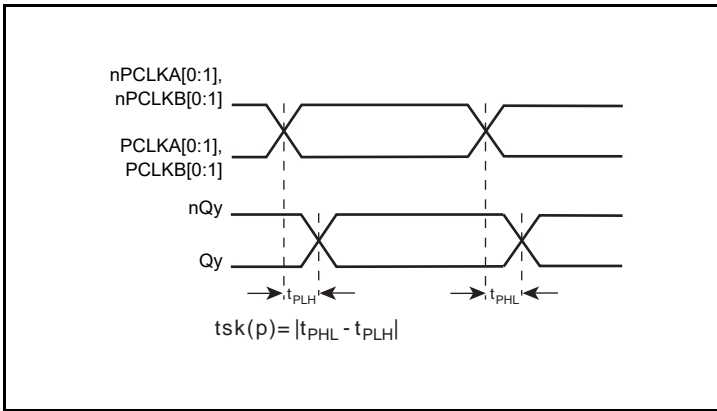 nPCLKA[0:1],
nPCLKB[0:1]
PCLKA[0:1],
PCLKB[0:1]
nQy
Qy
tPLH
tPHL
tsk(p)= |tPHL - tPLH|